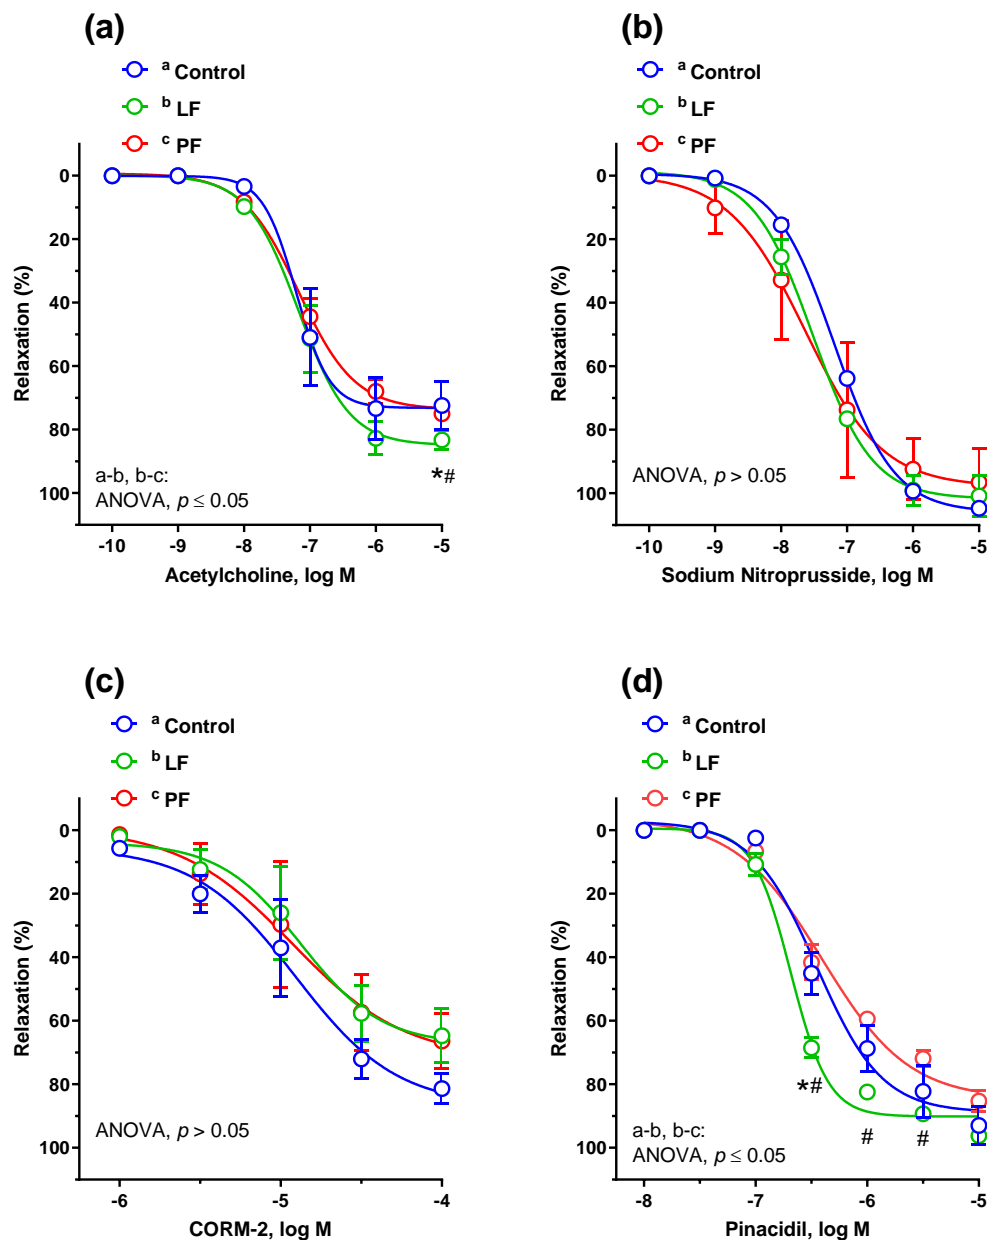 (a)
a Control
b LF
c PF
0
20
40
60
80
100
Relaxation (%)
a-b, b-c:
ANOVA, p ≤ 0.05
*#
-10 -9 -8 -7 -6 -5
Acetylcholine, log M
(b)
a Control
b LF
c PF
0
20
40
60
80
100
Relaxation (%)
ANOVA, p > 0.05
-10 -9 -8 -7 -6 -5
Sodium Nitroprusside, log M
(c)
a Control
b LF
c PF
0
20
40
60
80
100
Relaxation (%)
ANOVA, p > 0.05
-6 -5 -4
CORM-2, log M
(d)
a Control
b LF
c PF
0
20
40
60
80
100
Relaxation (%)
*#
# #
a-b, b-c:
ANOVA, p ≤ 0.05
-8 -7 -6 -5
Pinacidil, log M